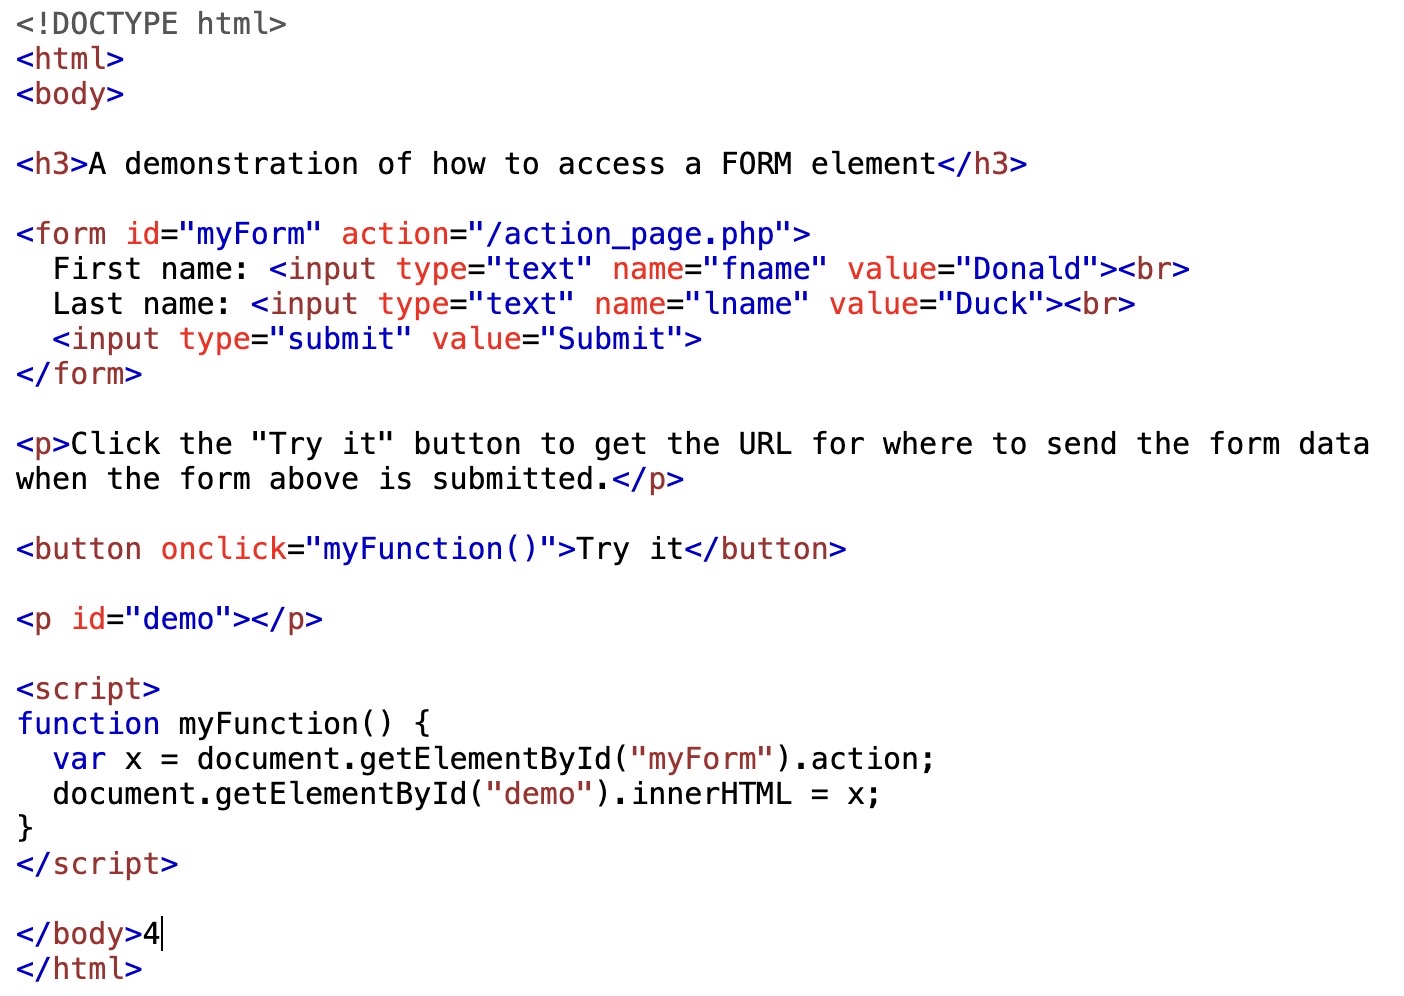 <!DOCTYPE html>
<html>
<body>

<h3>A demonstration of how to access a FORM element</h3>

<form id="myForm" action="/action_page.php">
  First name: <input type="text" name="fname" value="Donald"><br>
  Last name: <input type="text" name="lname" value="Duck"><br>
  <input type="submit" value="Submit">
</form>

<p>Click the "Try it" button to get the URL for where to send the form data
when the form above is submitted.</p>

<button onclick="myFunction()">Try it</button>

<p id="demo"></p>

<script>
function myFunction() {
  var x = document.getElementById("myForm").action;
  document.getElementById("demo").innerHTML = x;
}
</script>

</body>4
</html>